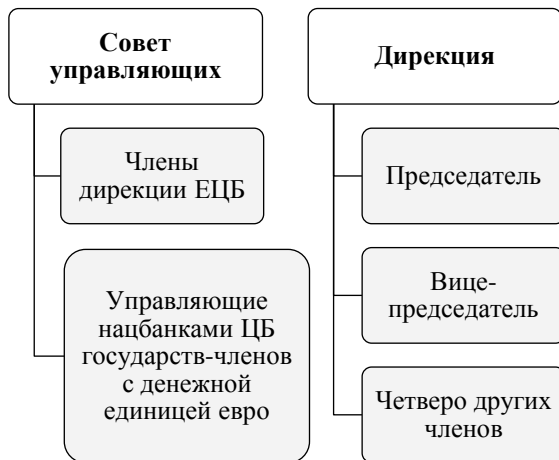 Совет
управляющих
Члены
дирекции ЕЦБ
Управляющие
нацбанками ЦБ
государств-членов
с денежной
единицей евро
Дирекция
Председатель
Вице-
председатель
Четверо других
членов